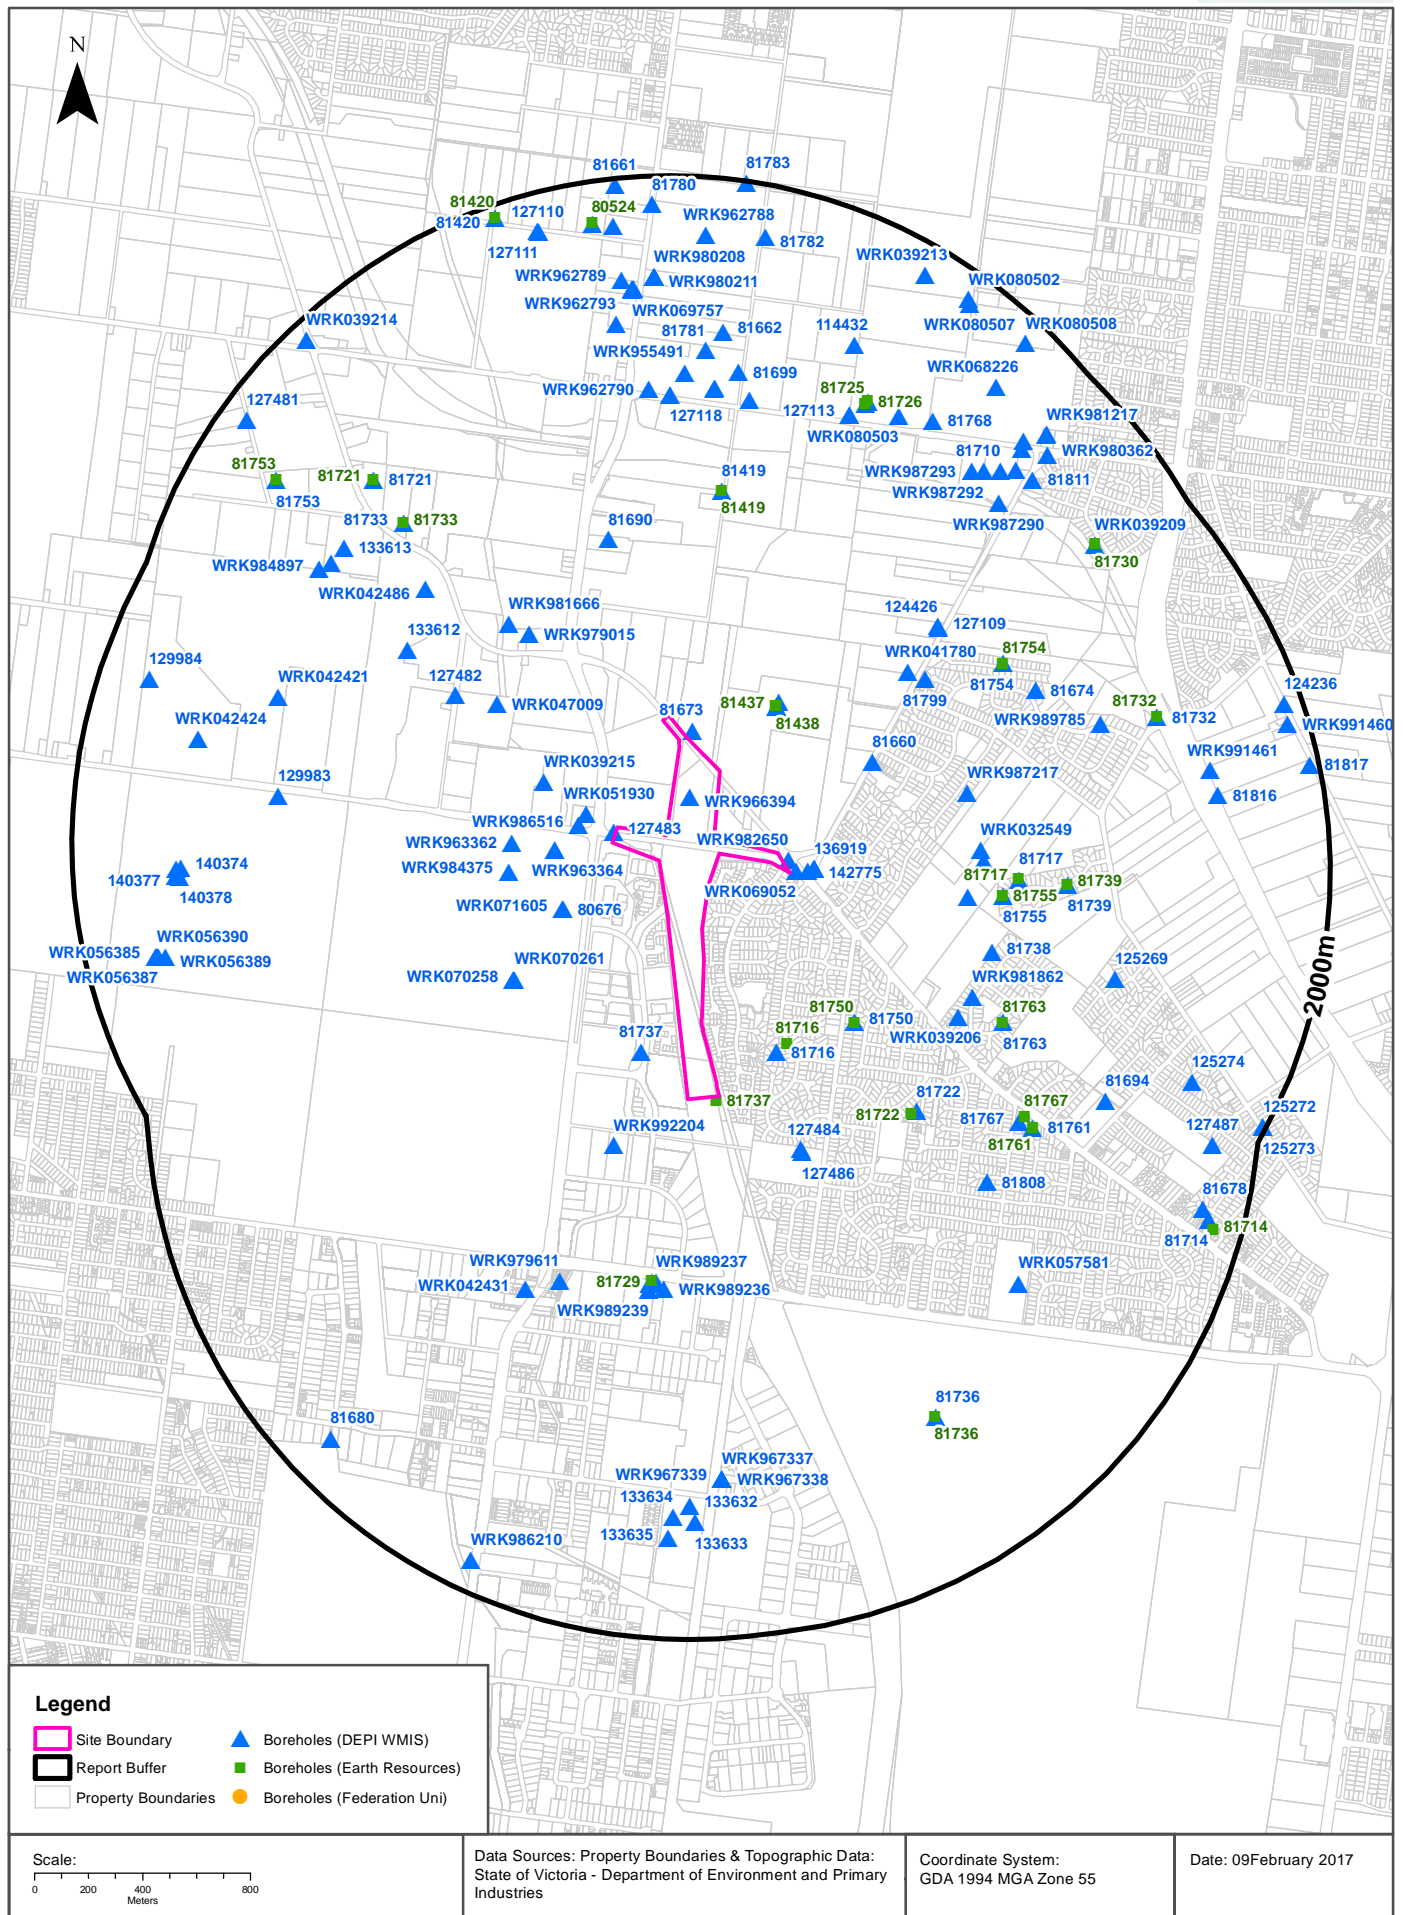 N
81661
81783
81780
81420
127110
80524
WRK962788
81420
81782
127111
WRK980208
WRK039213
WRK962789
WRK980211
WRK080502
WRK962793
WRK069757
WRK039214
WRK080507
WRK080508
81781
81662
114432
WRK955491
WRK068226
81699
81725
WRK962790
81726
127118
127113
WRK981217
127481
81768
WRK080503
81710
WRK980362
81753
81721
81721
81419
WRK987293
81811
WRK987292
81753
81419
81733
81733
81690
WRK987290
WRK039209
133613
81730
WRK984897
WRK042486
WRK981666
124426
127109
133612
WRK979015
81754
WRK041780
129984
WRK042421
127482
81754
81674
81799
124236
WRK047009
81437
81732
81732
81673
81438
WRK989785
WRK991460
WRK042424
81660
WRK991461
81817
WRK039215
129983
WRK987217
WRK051930
WRK966394
81816
WRK986516
127483
WRK963362
WRK982650
WRK032549
136919
140374
81717
WRK984375
WRK963364
142775
140377
81717
81739
WRK069052
140378
81755
81739
WRK071605
80676
81755
WRK056390
WRK056385
81738
WRK056389
WRK070261
125269
WRK056387
WRK070258
WRK981862
2000m
81750
81763
81750
81737
81716
WRK039206
81763
81716
125274
81694
81737
81722
81722
81767
125272
81767
81761
WRK992204
127484
127487
81761
125273
127486
81808
81678
81714
81714
WRK979611
WRK989237
WRK057581
WRK042431
81729
WRK989236
WRK989239
81736
81680
81736
WRK967337
WRK967339
WRK967338
133634
133632
133635
133633
WRK986210
Legend
Site Boundary
Boreholes (DEPI WMIS)
Report Buffer
Boreholes (Earth Resources)
Property Boundaries
Boreholes (Federation Uni)
Scale:
0 200 400 800
Meters
Data Sources: Property Boundaries & Topographic Data:
State of Victoria - Department of Environment and Primary
Industries
Coordinate System:
GDA 1994 MGA Zone 55
Date: 09February 2017